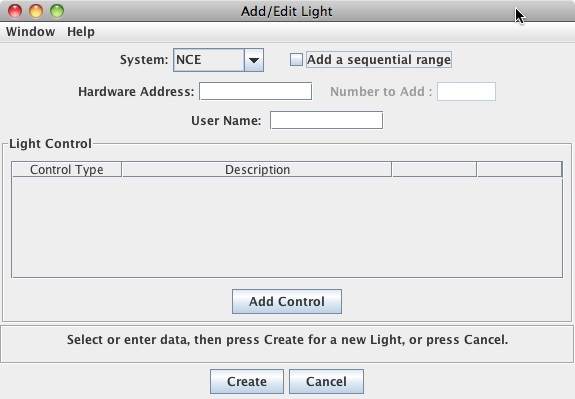 Add/Edit Light
Window Help
System: NCE Add a sequential range
Hardware Address: Number to Add :
User Name:
Light Control
Control Type Description
Add Control
Select or enter data, then press Create for a new Light, or press Cancel.
Create Cancel